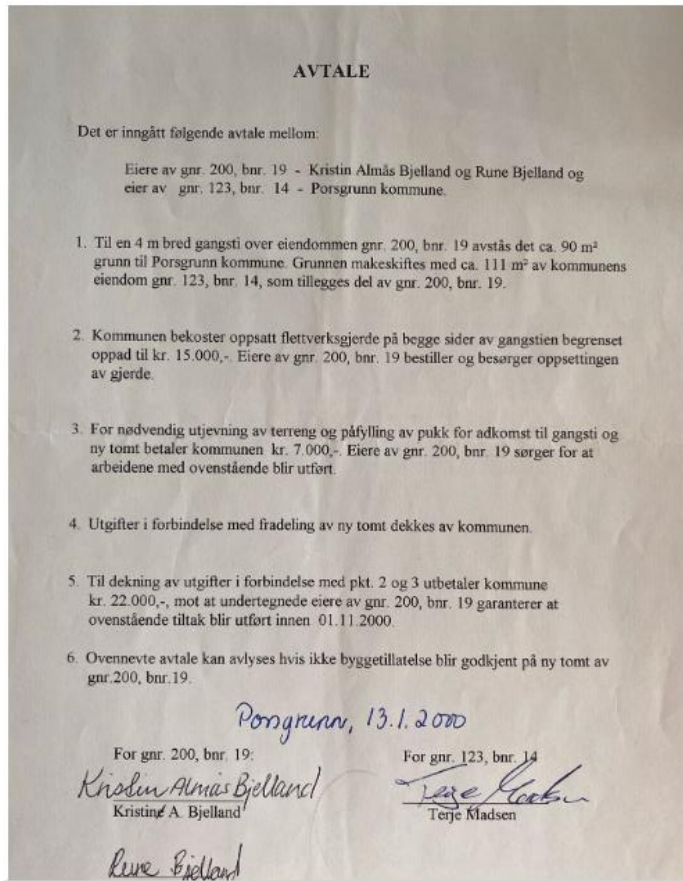 AVTALE
Det er inngått følgende avtale mellom:
Eiere av gnr. 200, bnr. 19 - Kristin Almås Bjelland og Rune Bjelland og
eier av gnr. 123, bnr. 14 - Porsgrunn kommune.
1. Til en 4 m bred gangsti over eiendommen gnr. 200, bnr. 19 avstås det ca. 90 m²
grunn til Porsgrunn kommune. Grunnen makeskiftes med ca. 111 m² av kommunens
eiendom gnr. 123, bnr. 14, som tillegges del av gnr. 200, bnr. 19.
2. Kommunen bekoster oppsatt flettverksgjerde på begge sider av gangstien begrenset
oppad til kr. 15.000,-. Eiere av gnr. 200, bnr. 19 bestiller og besørger oppsettingen
av gjerde.
3. For nødvendig utjevning av terreng og påfylling av pukk for adkomst til gangsti og
ny tomt betaler kommunen kr. 7.000,-. Eiere av gnr. 200, bnr. 19 sørger for at
arbeidene med ovenstående blir utført.
4. Utgifter i forbindelse med fradeling av ny tomt dekkes av kommunen.
5. Til dekning av utgifter i forbindelse med pkt. 2 og 3 utbetaler kommune
kr. 22.000,-, mot at undertegnede eiere av gnr. 200, bnr. 19 garanterer at
ovenstående tiltak blir utført innen 01.11.2000.
6. Ovennevte avtale kan avlyses hvis ikke byggetillatelse blir godkjent på ny tomt av
gnr.200, bnr.19.
Porsgrunn, 13.1.2000
For gnr. 200, bnr. 19: For gnr. 123, bnr. 14
Kristin Almås Bjelland Terje Madsen
Kristine A. Bjelland Terje Madsen
Rune Bjelland